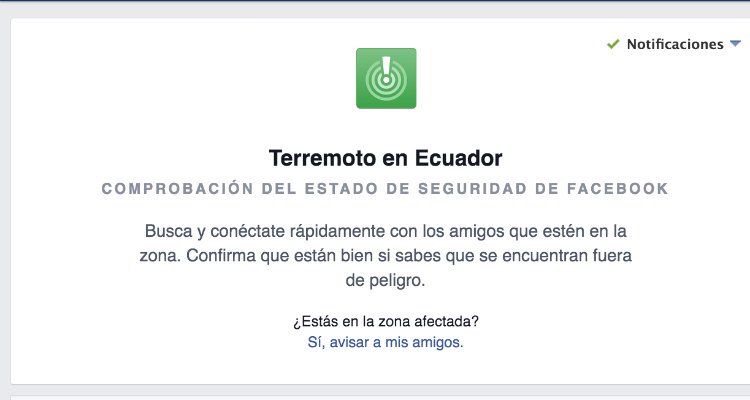 Notificaciones
Terremoto en Ecuador
COMPROBACIÓN DEL ESTADO DE SEGURIDAD DE FACEBOOK
Busca y conéctate rápidamente con los amigos que estén en la
zona. Confirma que están bien si sabes que se encuentran fuera
de peligro.
¿Estás en la zona afectada?
Sí, avisar a mis amigos.